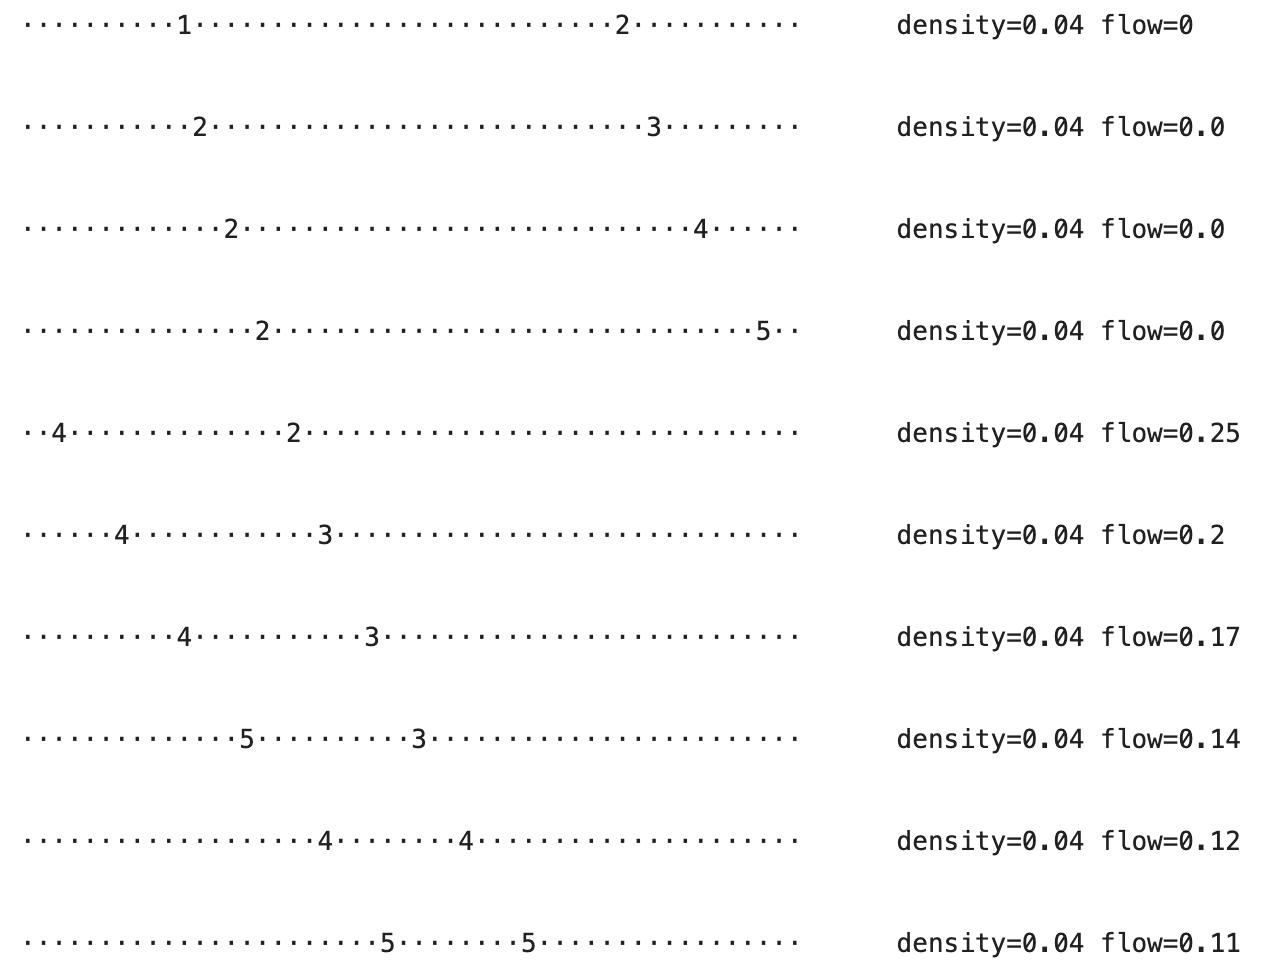 ··········1···························2··········· density=0.04 flow=0
···········2····························3········· density=0.04 flow=0.0
·············2·····························4······ density=0.04 flow=0.0
···············2·······························5·· density=0.04 flow=0.0
··4··············2································ density=0.04 flow=0.25
······4············3······························ density=0.04 flow=0.2
··········4···········3··························· density=0.04 flow=0.17
··············5··········3························ density=0.04 flow=0.14
···················4········4····················· density=0.04 flow=0.12
·······················5········5················· density=0.04 flow=0.11